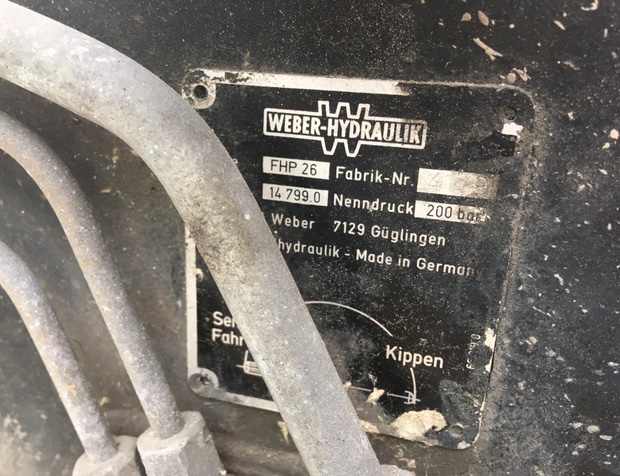 WEBER-HYDRAULIK
FHP 26 Fabrik-Nr.
14 799.0 Nenndruck 200 bar
Weber 7129 Güglingen
hydraulik - Made in Germany
Kippen